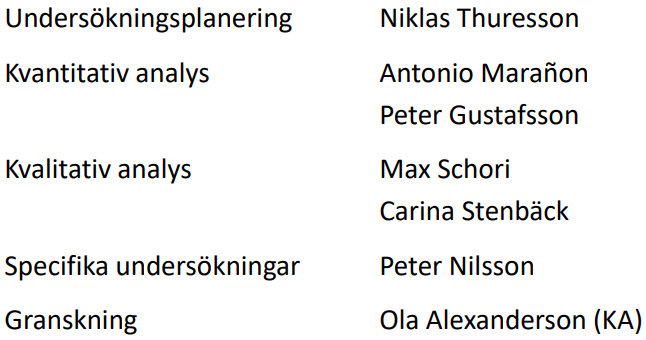 Undersökningsplanering Niklas Thuresson
Kvantitativ analys Antonio Marañon
Peter Gustafsson
Kvalitativ analys Max Schori
Carina Stenbäck
Specifika undersökningar Peter Nilsson
Granskning Ola Alexanderson (KA)